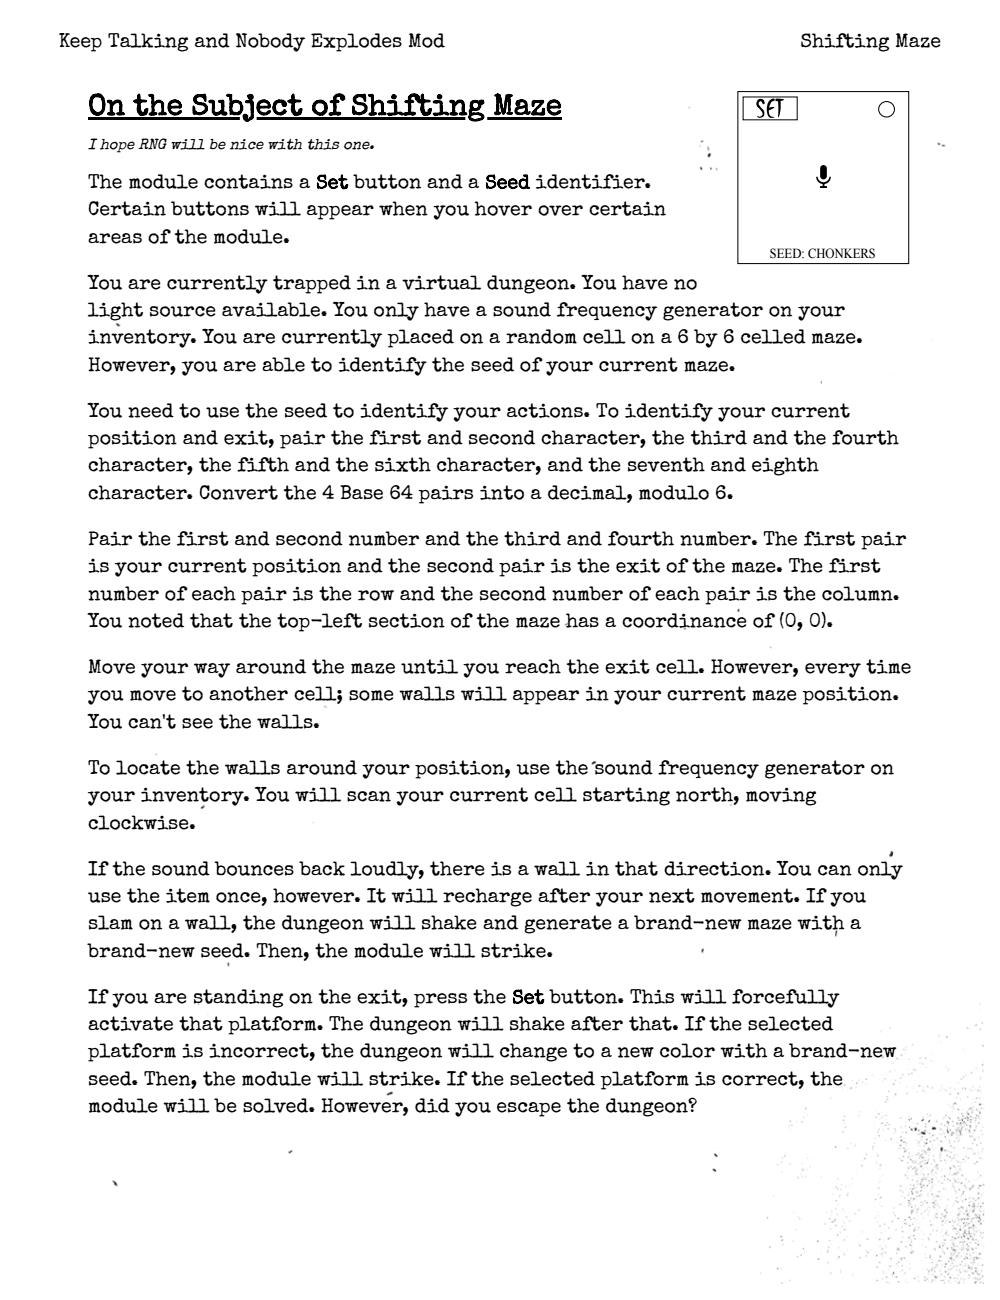 Keep Talking and Nobody Explodes Mod
Shifting Maze
On the Subject of Shifting Maze
SET
I hope RNG will be nice with this one.
The module contains a Set button and a Seed identifier.
Certain buttons will appear when you hover over certain
areas of the module.
SEED: CHONKERS
You are currently trapped in a virtual dungeon. You have no
light source available. You only have a sound frequency generator on your
inventory. You are currently placed on a random cell on a 6 by 6 celled maze.
However, you are able to identify the seed of your current maze.
You need to use the seed to identify your actions. To identify your current
position and exit, pair the first and second character, the third and the fourth
character, the fifth and the sixth character, and the seventh and eighth
character. Convert the 4 Base 64 pairs into a decimal, modulo 6.
Pair the first and second number and the third and fourth number. The first pair
is your current position and the second pair is the exit of the maze. The first
number of each pair is the row and the second number of each pair is the column.
You noted that the top-left section of the maze has a coordinance of (0, 0).
Move your way around the maze until you reach the exit cell. However, every time
you move to another cell; some walls will appear in your current maze position.
You can't see the walls.
To locate the walls around your position, use the sound frequency generator on
your inventory. You will scan your current cell starting north, moving
clockwise.
If the sound bounces back loudly, there is a wall in that direction. You can only
use the item once, however. It will recharge after your next movement. If you
slam on a wall, the dungeon will shake and generate a brand-new maze with a
brand-new seed. Then, the module will strike.
If you are standing on the exit, press the Set button. This will forcefully
activate that platform. The dungeon will shake after that. If the selected
platform is incorrect, the dungeon will change to a new color with a brand-new
seed. Then, the module will strike. If the selected platform is correct, the
module will be solved. However, did you escape the dungeon?